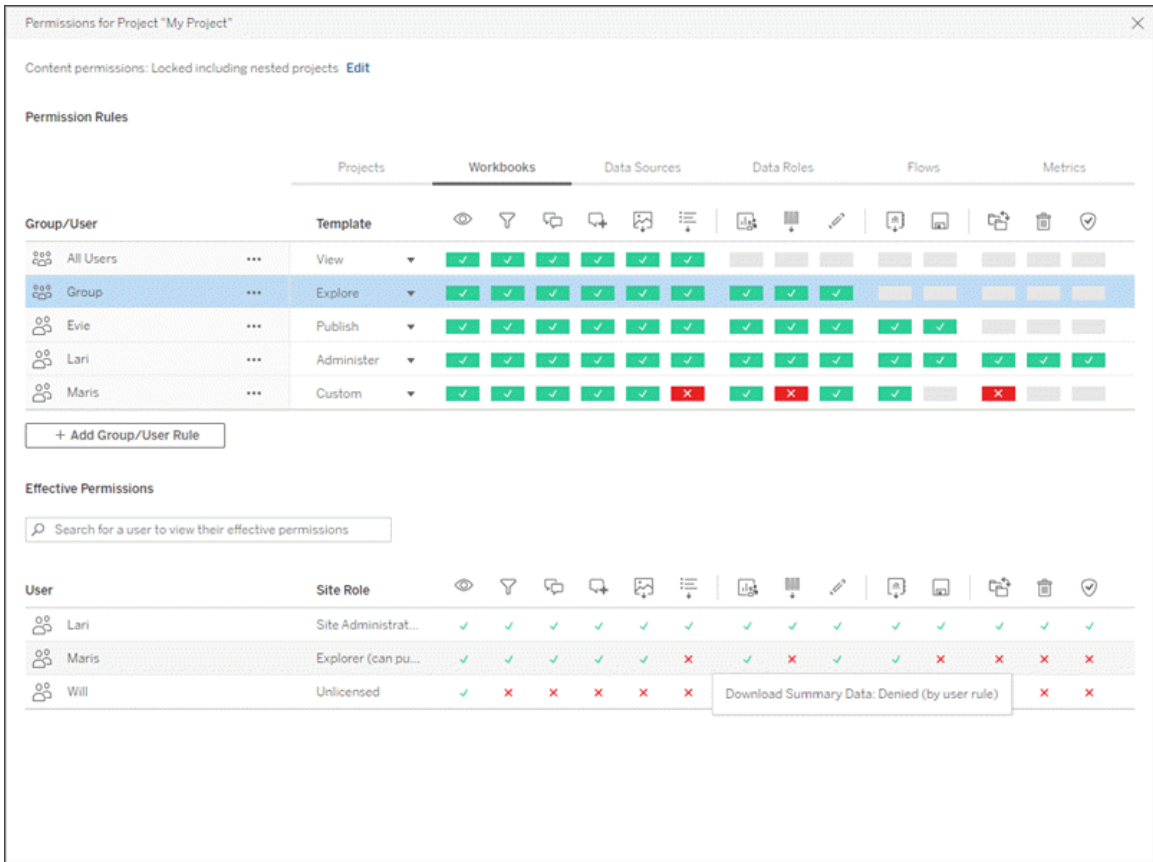 Permissions for Project "My Project"
Content permissions: Locked including nested projects Edit
Permission Rules
Projects Workbooks Data Sources Data Roles Flows Metrics
Group/User Template
All Users ••• View
Group ••• Explore
Evie ••• Publish
Lari ••• Administer
Maris ••• Custom
+ Add Group/User Rule
Effective Permissions
Search for a user to view their effective permissions
User Site Role
Lari Site Administrat...
Maris Explorer (can pu...
Will Unlicensed
Download Summary Data: Denied (by user rule)